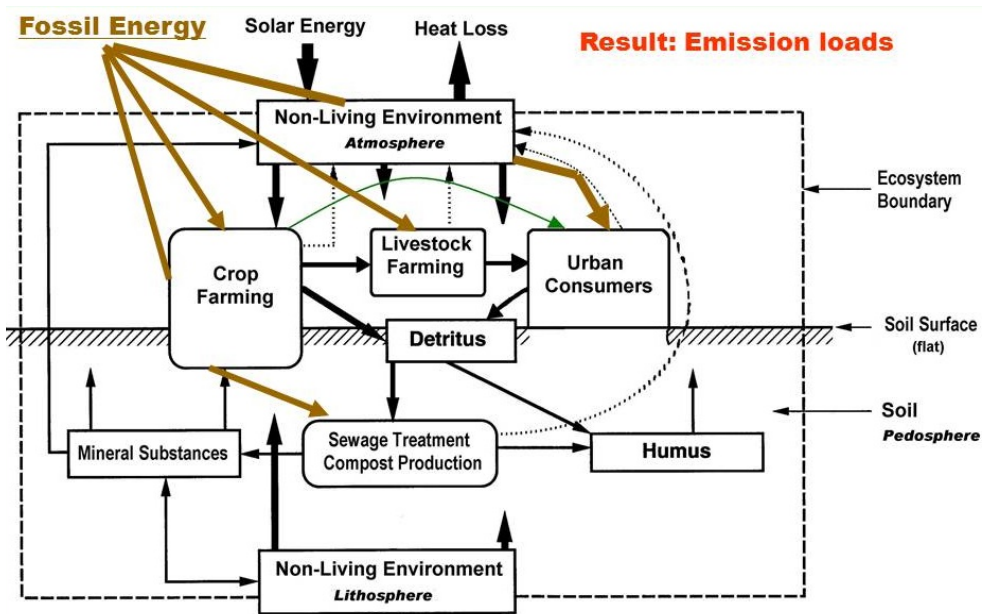 Fossil Energy
Solar Energy
Heat Loss
Result: Emission loads
Non-Living Environment
Atmosphere
Ecosystem
Boundary
Crop
Farming
Livestock
Farming
Urban
Consumers
Detritus
Soil Surface
(flat)
Soil
Pedosphere
Mineral Substances
Sewage Treatment
Compost Production
Humus
Non-Living Environment
Lithosphere